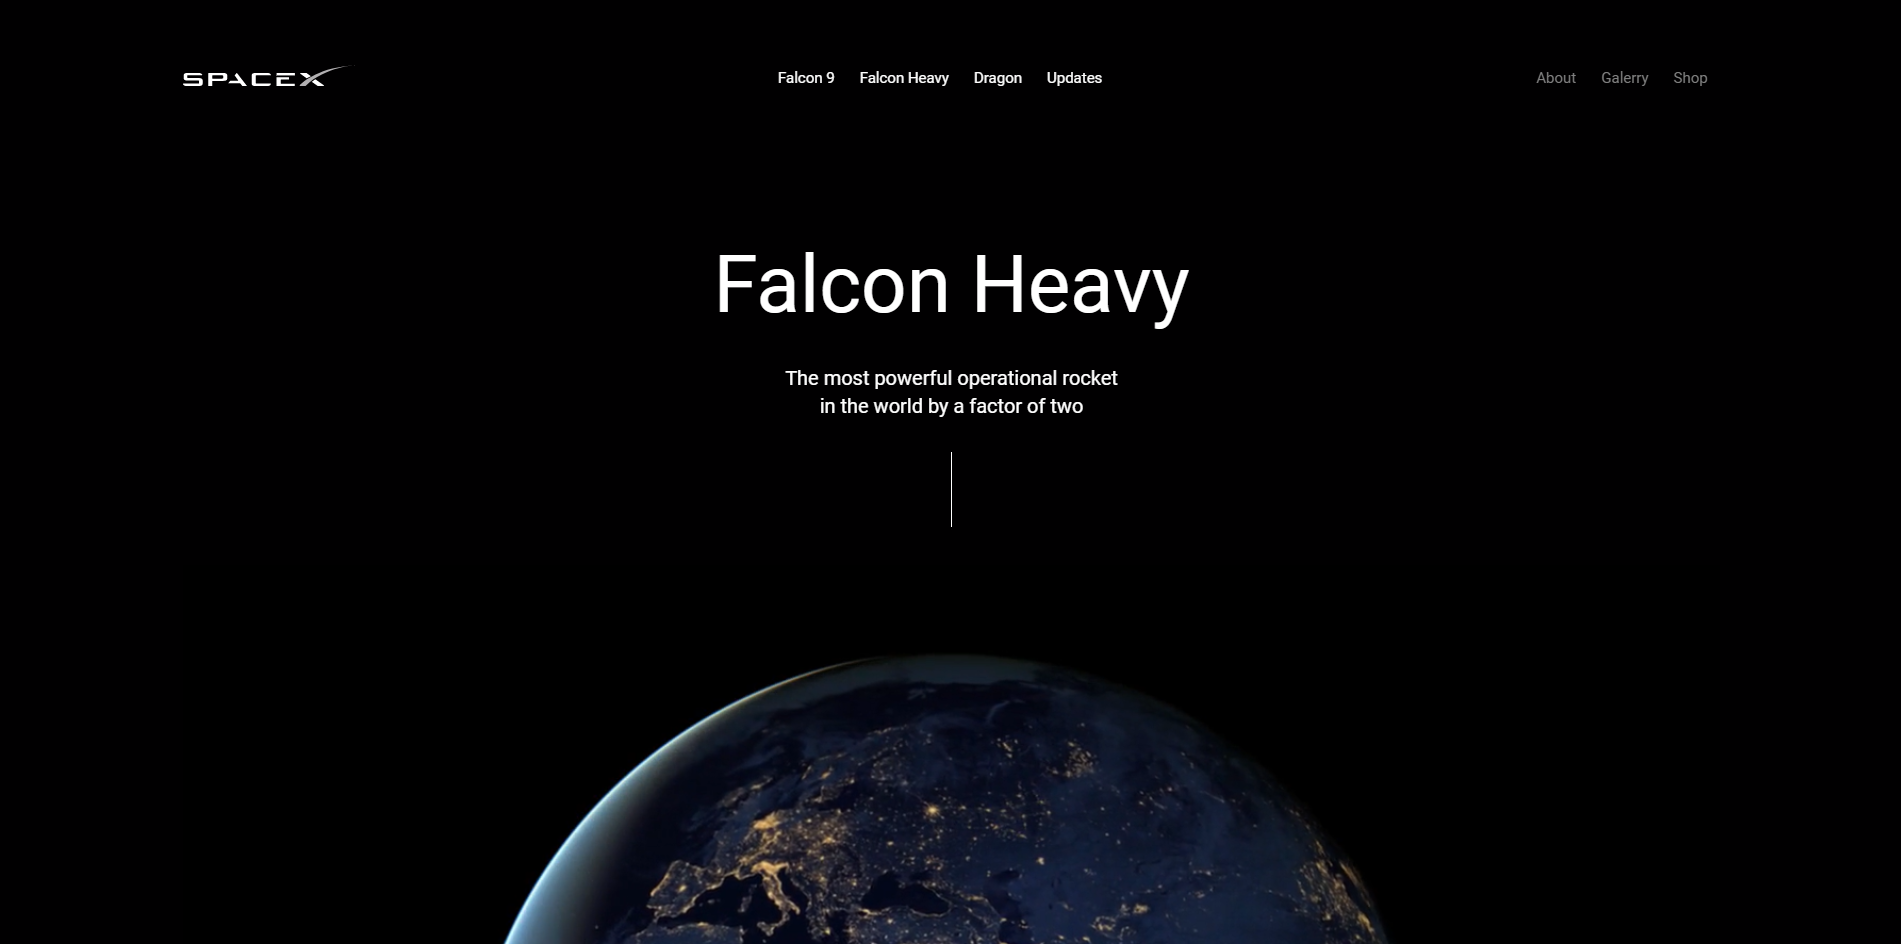 SPACEX
Falcon 9 Falcon Heavy Dragon Updates
About Galerry Shop
Falcon Heavy
The most powerful operational rocket
in the world by a factor of two